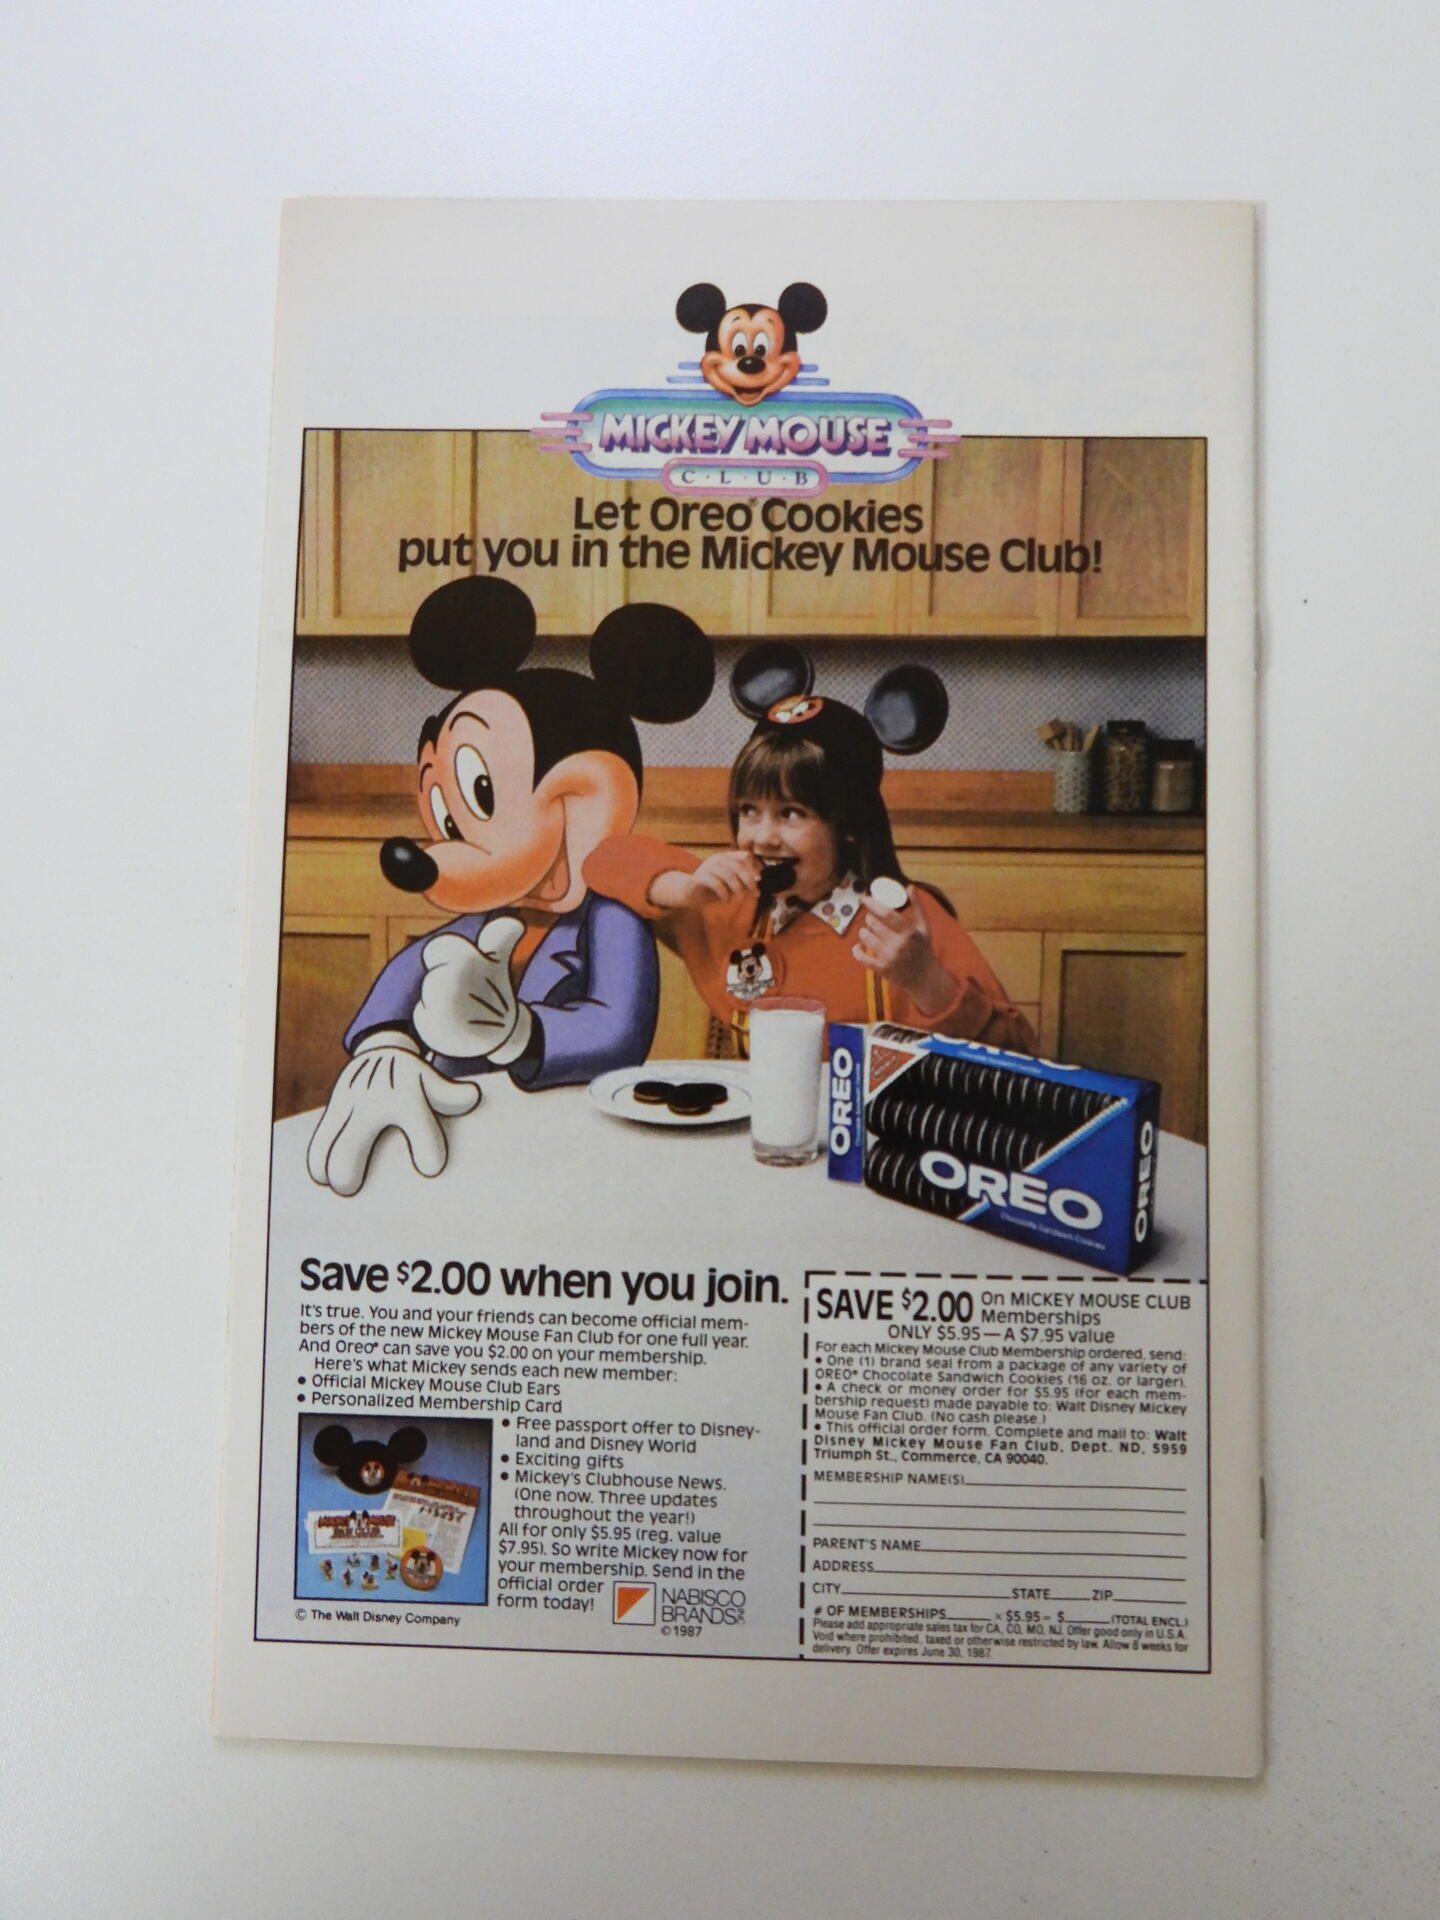 MICKEY MOUSE
C·L·U·B
Let Oreo® Cookies
put you in the Mickey Mouse Club!
OREO
OREO
Chocolate Sandwich Cookies
OREO
Save $2.00 when you join.
It's true. You and your friends can become official mem-
bers of the new Mickey Mouse Fan Club for one full year.
And Oreo® can save you $2.00 on your membership.
Here's what Mickey sends each new member:
• Official Mickey Mouse Club Ears
• Personalized Membership Card
• Free passport offer to Disney-
land and Disney World
• Exciting gifts
• Mickey's Clubhouse News.
(One now. Three updates
throughout the year!)
All for only $5.95 (reg. value
$7.95). So write Mickey now for
your membership. Send in the
official order
form today!
NABISCO
BRANDS INC
© 1987
© The Walt Disney Company
SAVE $2.00 On MICKEY MOUSE CLUB
Memberships
ONLY $5.95 — A $7.95 value
For each Mickey Mouse Club Membership ordered, send:
• One (1) brand seal from a package of any variety of
OREO® Chocolate Sandwich Cookies (16 oz. or larger).
• A check or money order for $5.95 (for each mem-
bership request) made payable to: Walt Disney Mickey
Mouse Fan Club. (No cash please.)
• This official order form. Complete and mail to: Walt
Disney Mickey Mouse Fan Club, Dept. ND, 5959
Triumph St., Commerce, CA 90040.
MEMBERSHIP NAME(S)
PARENT'S NAME
ADDRESS
CITY STATE ZIP
# OF MEMBERSHIPS x $5.95 = $ (TOTAL ENCL.)
Please add appropriate sales tax for CA, CO, MO, NJ. Offer good only in U.S.A.
Void where prohibited, taxed or otherwise restricted by law. Allow 8 weeks for
delivery. Offer expires June 30, 1987.